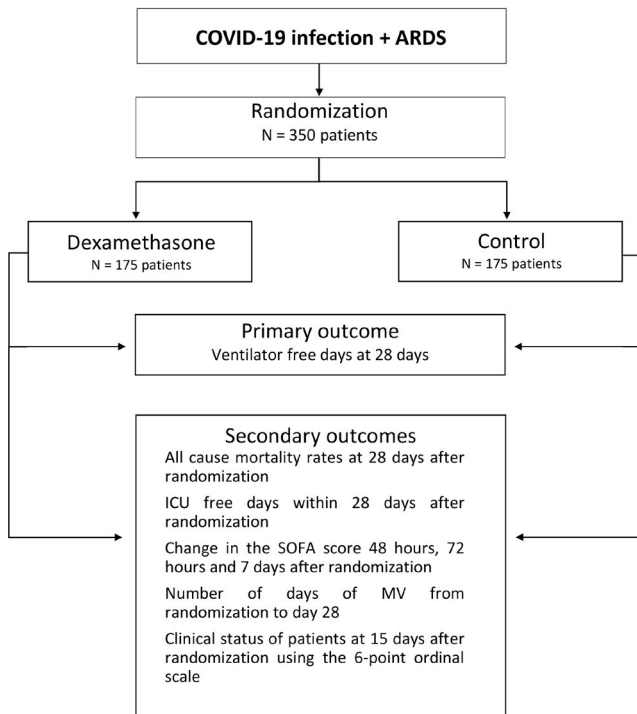 COVID-19 infection + ARDS
Randomization
N = 350 patients
Dexamethasone
N = 175 patients
Control
N = 175 patients
Primary outcome
Ventilator free days at 28 days
Secondary outcomes
All cause mortality rates at 28 days after
randomization
ICU free days within 28 days after
randomization
Change in the SOFA score 48 hours, 72
hours and 7 days after randomization
Number of days of MV from
randomization to day 28
Clinical status of patients at 15 days after
randomization using the 6-point ordinal
scale